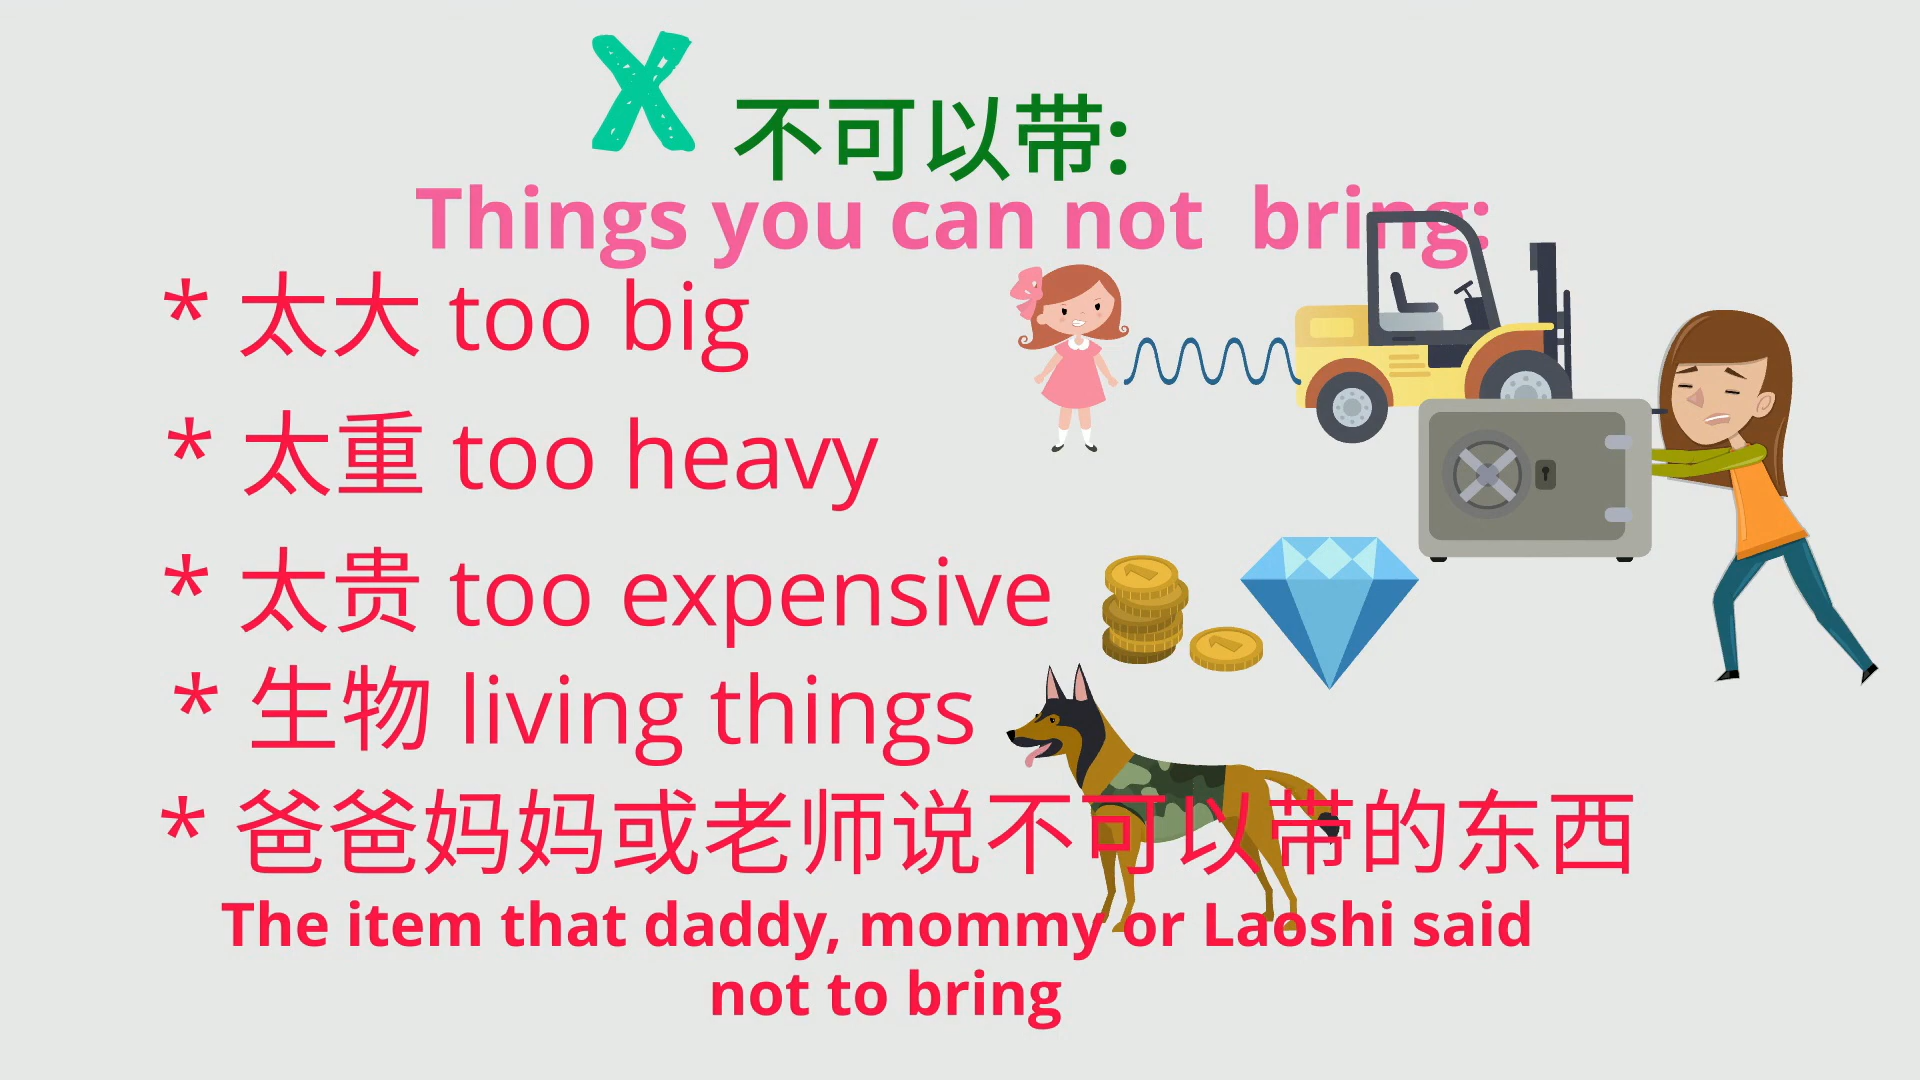 X 不可以带:
Things you can not bring:
* 太大 too big
* 太重 too heavy
* 太贵 too expensive
* 生物 living things
* 爸爸妈妈或老师说不可以带的东西
The item that daddy, mommy or Laoshi said
not to bring